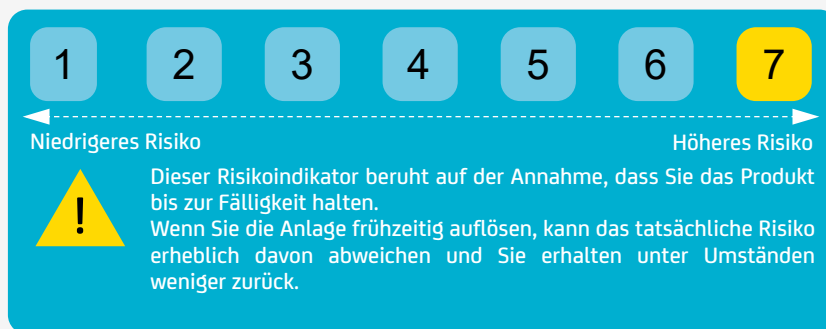 1 2 3 4 5 6 7
Niedrigeres Risiko Höheres Risiko
!
Dieser Risikoindikator beruht auf der Annahme, dass Sie das Produkt
bis zur Fälligkeit halten.
Wenn Sie die Anlage frühzeitig auflösen, kann das tatsächliche Risiko
erheblich davon abweichen und Sie erhalten unter Umständen
weniger zurück.